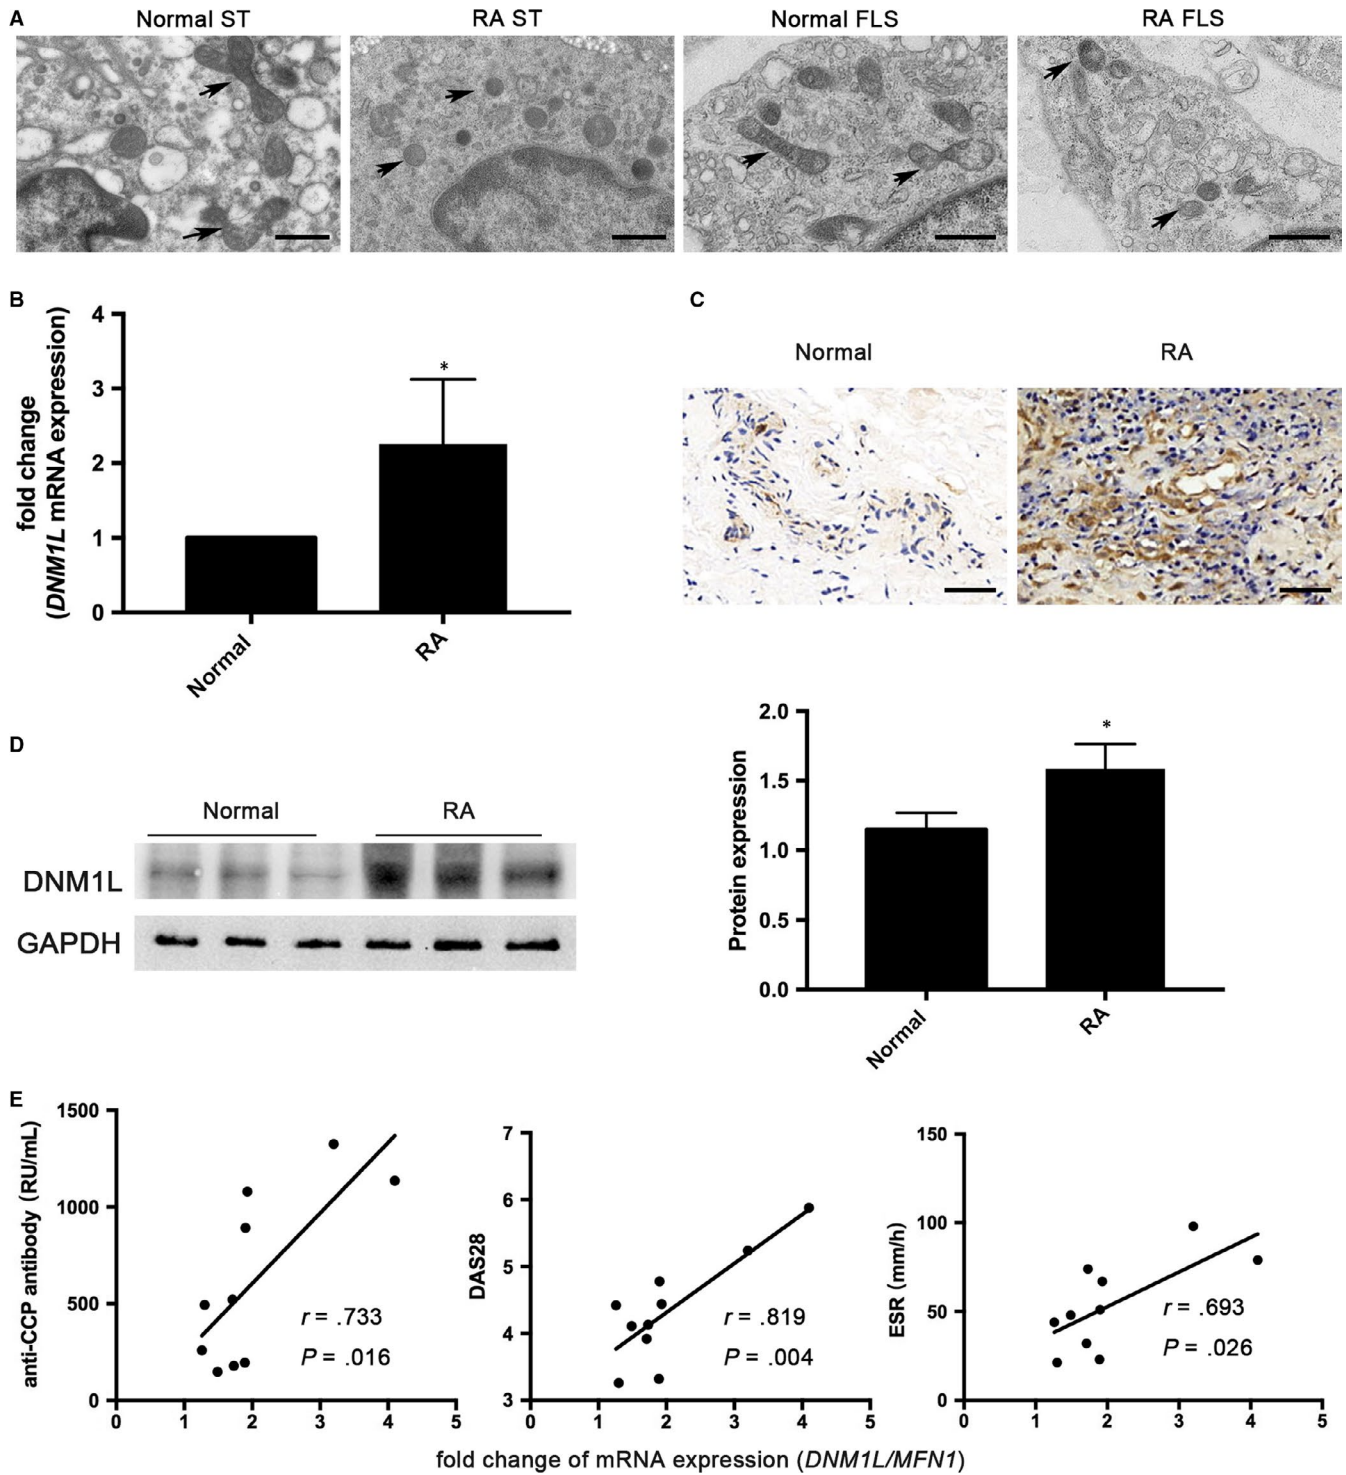 A
Normal ST
RA ST
Normal FLS
RA FLS
B
fold change
(DNM1L mRNA expression)
4
3
2
1
0
*
Normal
RA
C
Normal
RA
2.0
1.5
1.0
0.5
0.0
Protein expression
*
Normal
RA
D
Normal
RA
DNM1L
GAPDH
E
anti-CCP antibody (RU/mL)
1500
1000
500
0
0 1 2 3 4 5
r = .733
P = .016
DAS28
7
6
5
4
3
0 1 2 3 4 5
r = .819
P = .004
ESR (mm/h)
150
100
50
0
0 1 2 3 4 5
r = .693
P = .026
fold change of mRNA expression (DNM1L/MFN1)